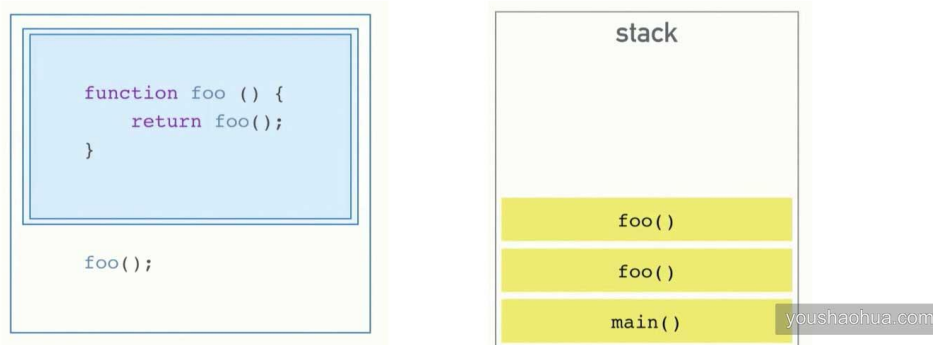 function foo () {
    return foo();
}
foo();
stack
foo()
foo()
main()
youshaohua.com